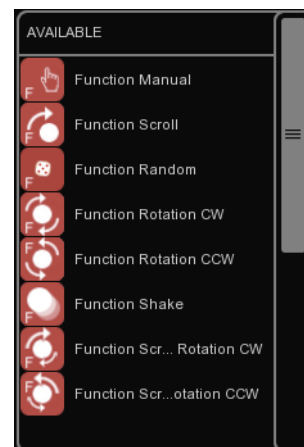 AVAILABLE
F Function Manual
F Function Scroll
F Function Random
F Function Rotation CW
F Function Rotation CCW
F Function Shake
F Function Scr... Rotation CW
F Function Scr...otation CCW